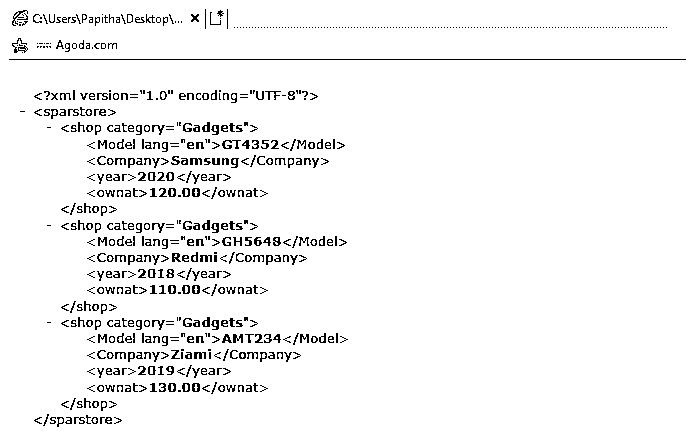 C:\Users\Papitha\Desktop\...
Agoda.com
<?xml version="1.0" encoding="UTF-8"?>
- <sparstore>
- <shop category="Gadgets">
<Model lang="en">GT4352</Model>
<Company>Samsung</Company>
<year>2020</year>
<ownat>120.00</ownat>
</shop>
- <shop category="Gadgets">
<Model lang="en">GH5648</Model>
<Company>Redmi</Company>
<year>2018</year>
<ownat>110.00</ownat>
</shop>
- <shop category="Gadgets">
<Model lang="en">AMT234</Model>
<Company>Ziami</Company>
<year>2019</year>
<ownat>130.00</ownat>
</shop>
</sparstore>